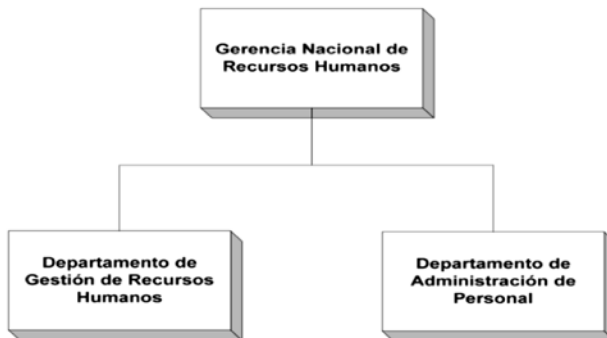 Gerencia Nacional de
Recursos Humanos
Departamento de
Gestión de Recursos
Humanos
Departamento de
Administración de
Personal